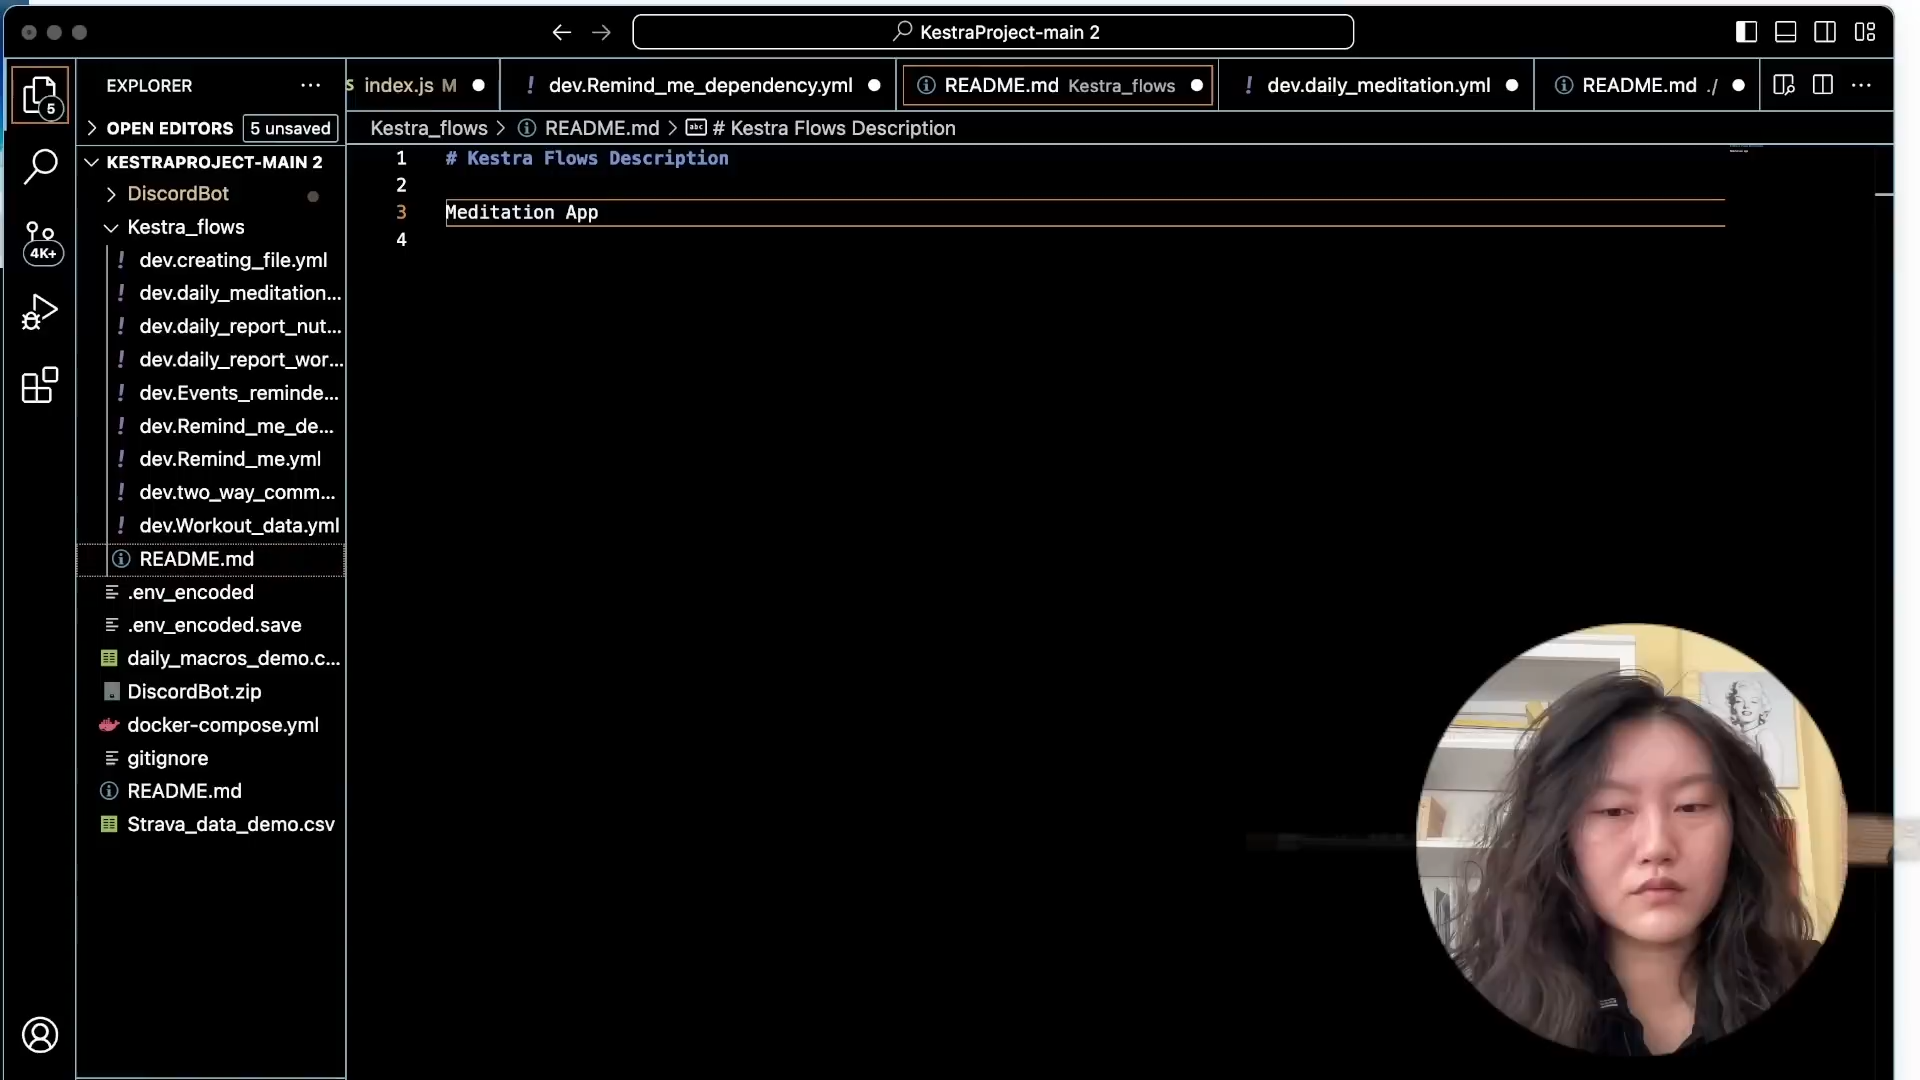 KestraProject-main 2
EXPLORER
index.js M
dev.Remind_me_dependency.yml
README.md Kestra_flows
dev.daily_meditation.yml
README.md ./
5
OPEN EDITORS 5 unsaved
Kestra_flows > README.md > # Kestra Flows Description
KESTRAPROJECT-MAIN 2
DiscordBot
Kestra_flows
dev.creating_file.yml
dev.daily_meditation...
dev.daily_report_nut...
dev.daily_report_wor...
dev.Events_reminde...
dev.Remind_me_de...
dev.Remind_me.yml
dev.two_way_comm...
dev.Workout_data.yml
README.md
.env_encoded
.env_encoded.save
daily_macros_demo.c...
DiscordBot.zip
docker-compose.yml
gitignore
README.md
Strava_data_demo.csv
4K+
1 # Kestra Flows Description
2
3 Meditation App
4